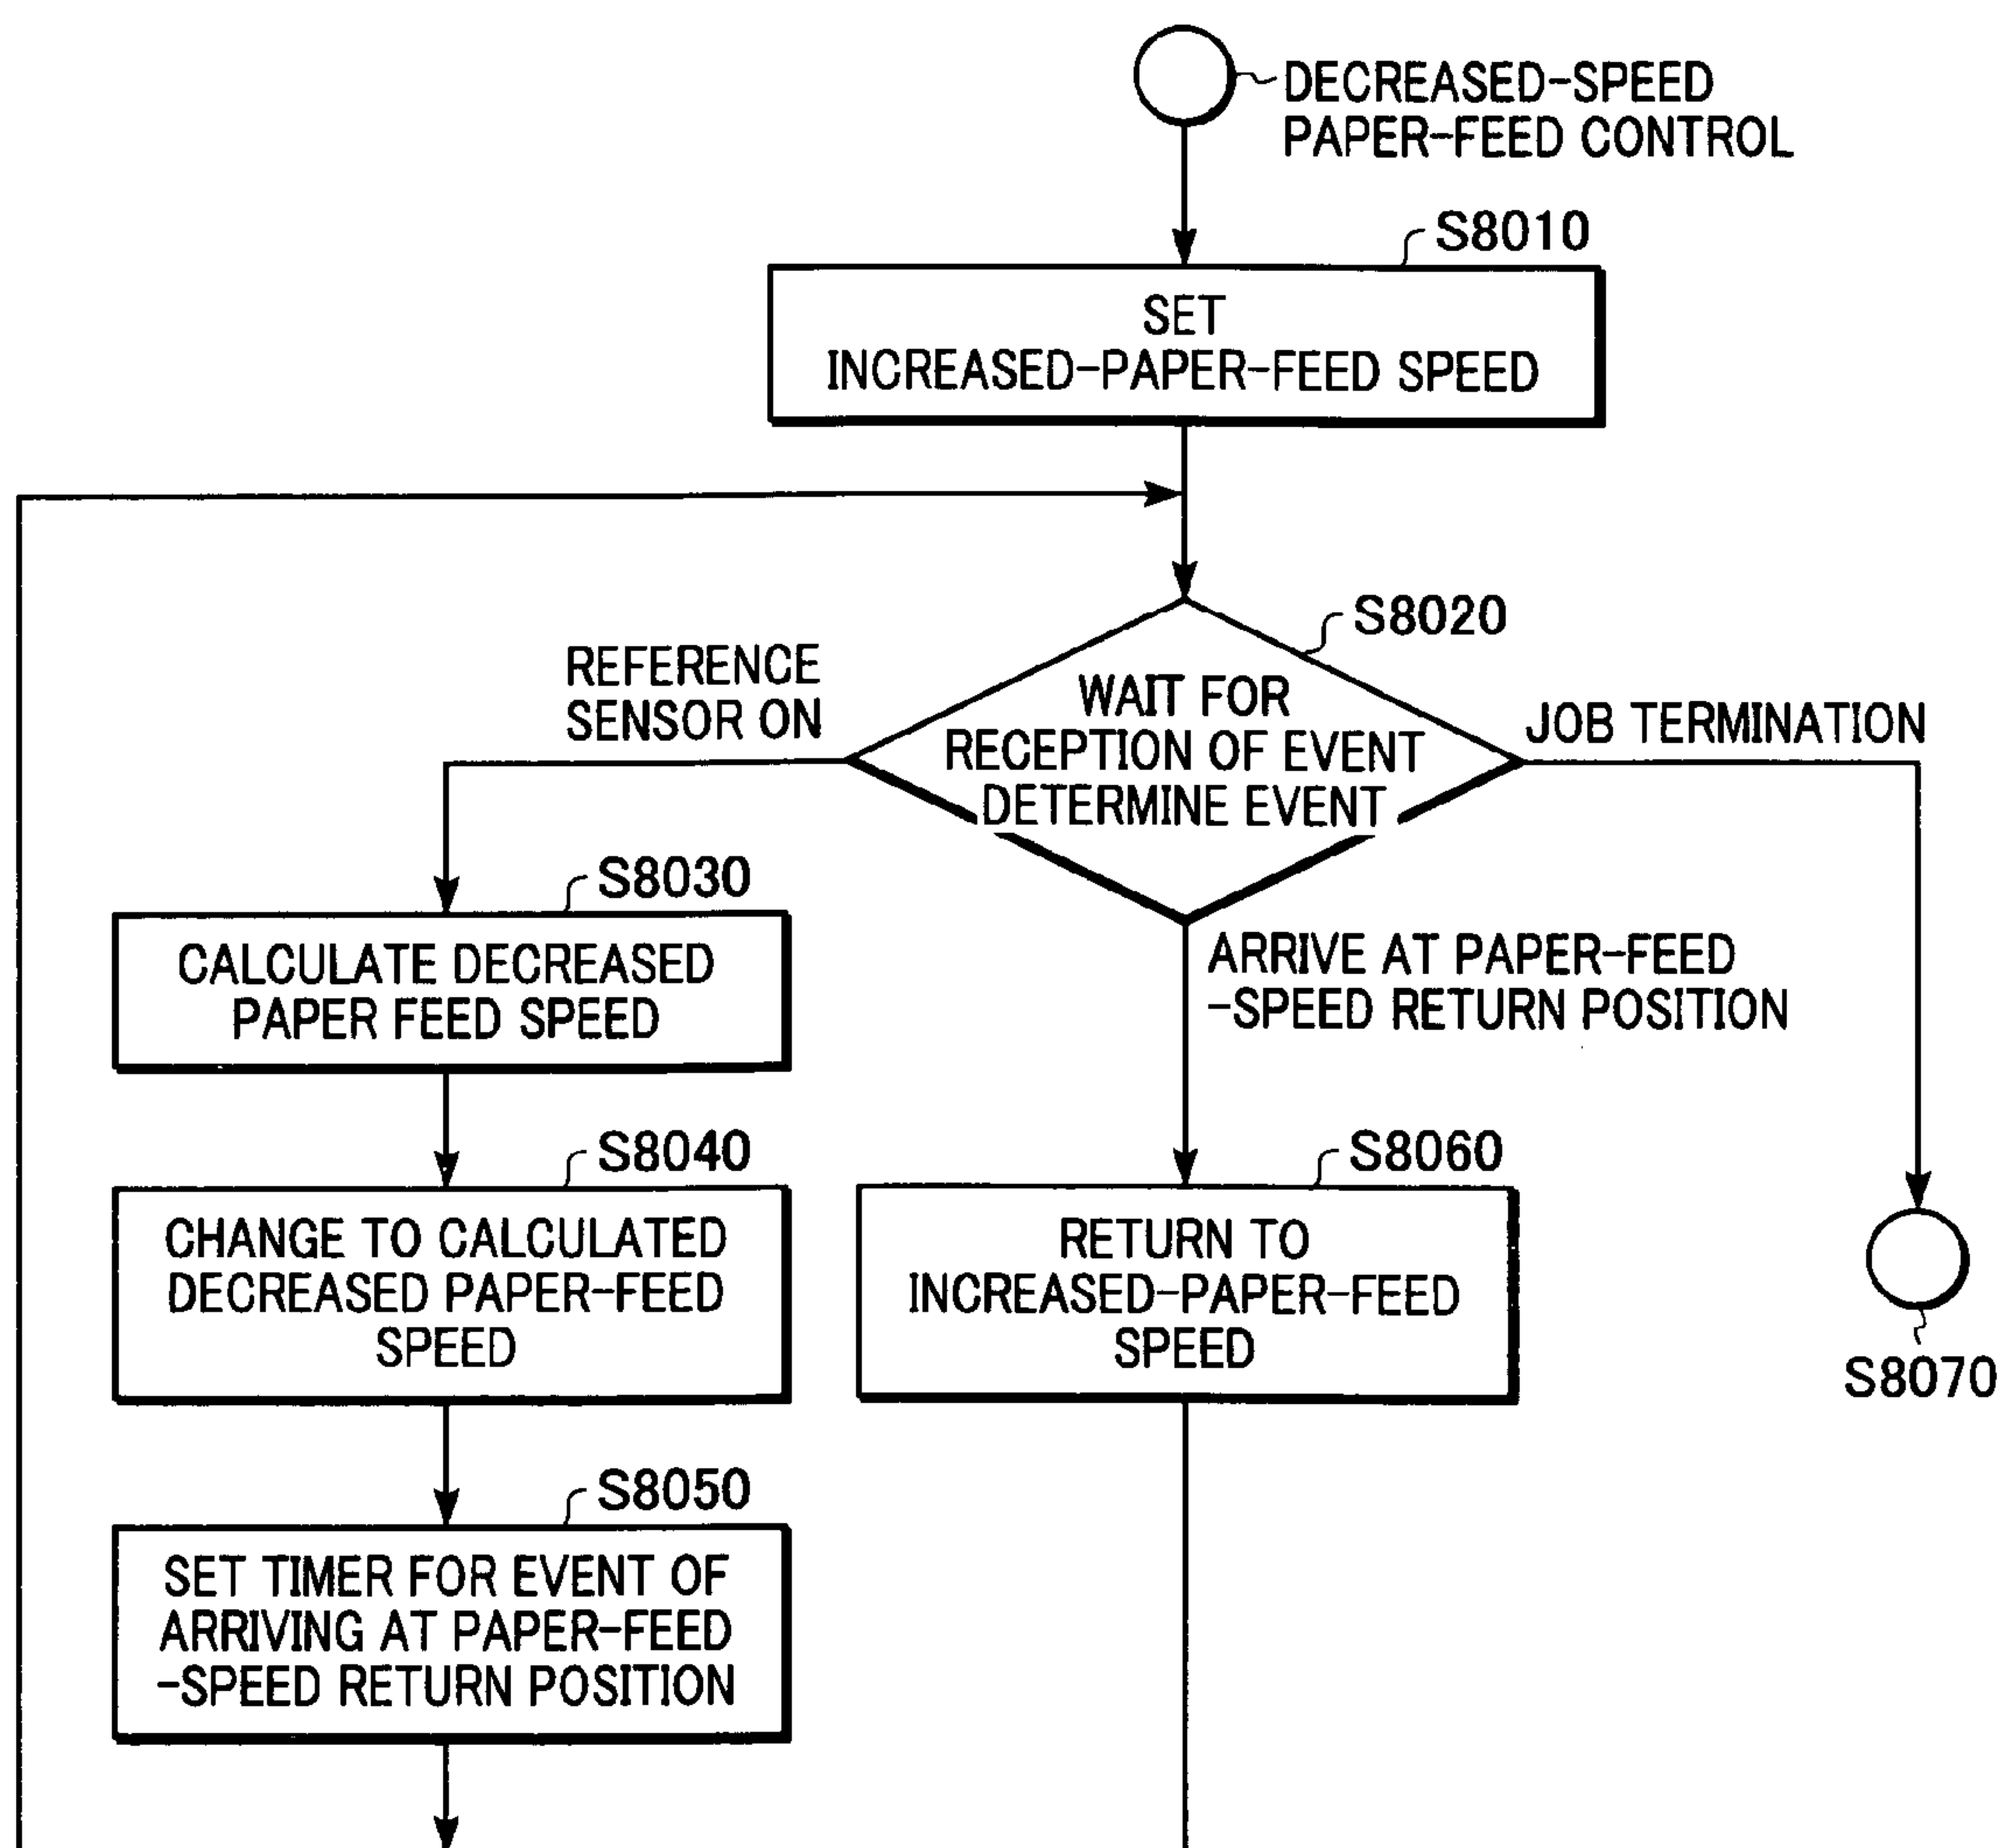 DECREASED-SPEED
PAPER-FEED CONTROL
S8010
SET
INCREASED-PAPER-FEED SPEED
S8020
REFERENCE
SENSOR ON
WAIT FOR
RECEPTION OF EVENT
DETERMINE EVENT
JOB TERMINATION
S8030
CALCULATE DECREASED
PAPER FEED SPEED
ARRIVE AT PAPER-FEED
-SPEED RETURN POSITION
S8040
CHANGE TO CALCULATED
DECREASED PAPER-FEED
SPEED
S8060
RETURN TO
INCREASED-PAPER-FEED
SPEED
S8070
S8050
SET TIMER FOR EVENT OF
ARRIVING AT PAPER-FEED
-SPEED RETURN POSITION